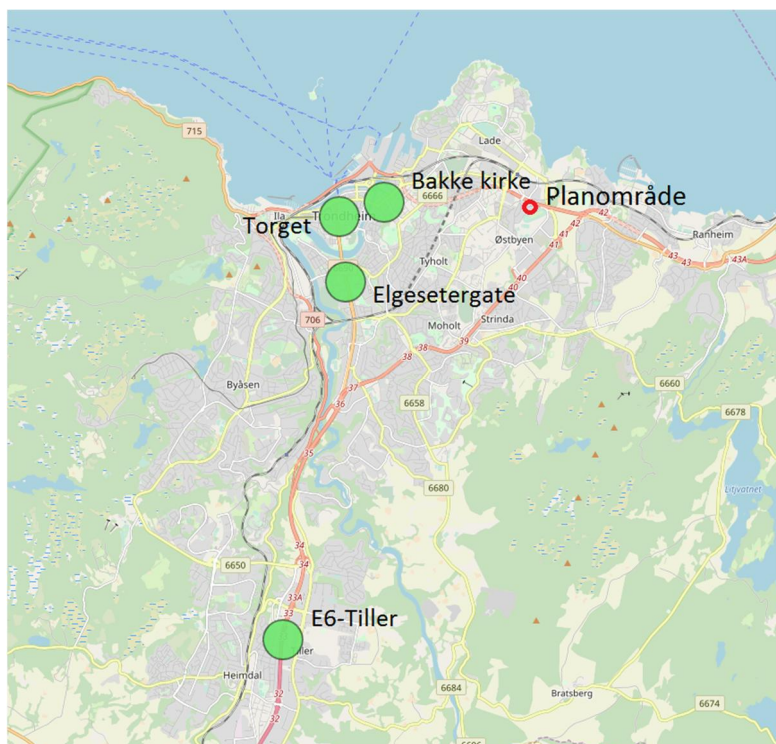 715
Lade
Bakke kirke
6666
Planområde
Ila
Trondheim
Torget
42
42
41
41
Østbyen
Ranheim
43
43
43A
Tyholt
40
40
Elgesetergate
706
Moholt
Strinda
39
38
38
Byåsen
37
36
6658
6660
6678
35
6680
Litjvatnet
34
34
6650
33A
33
E6-Tiller
Heimdal
32
32
6684
Bratsberg
6674